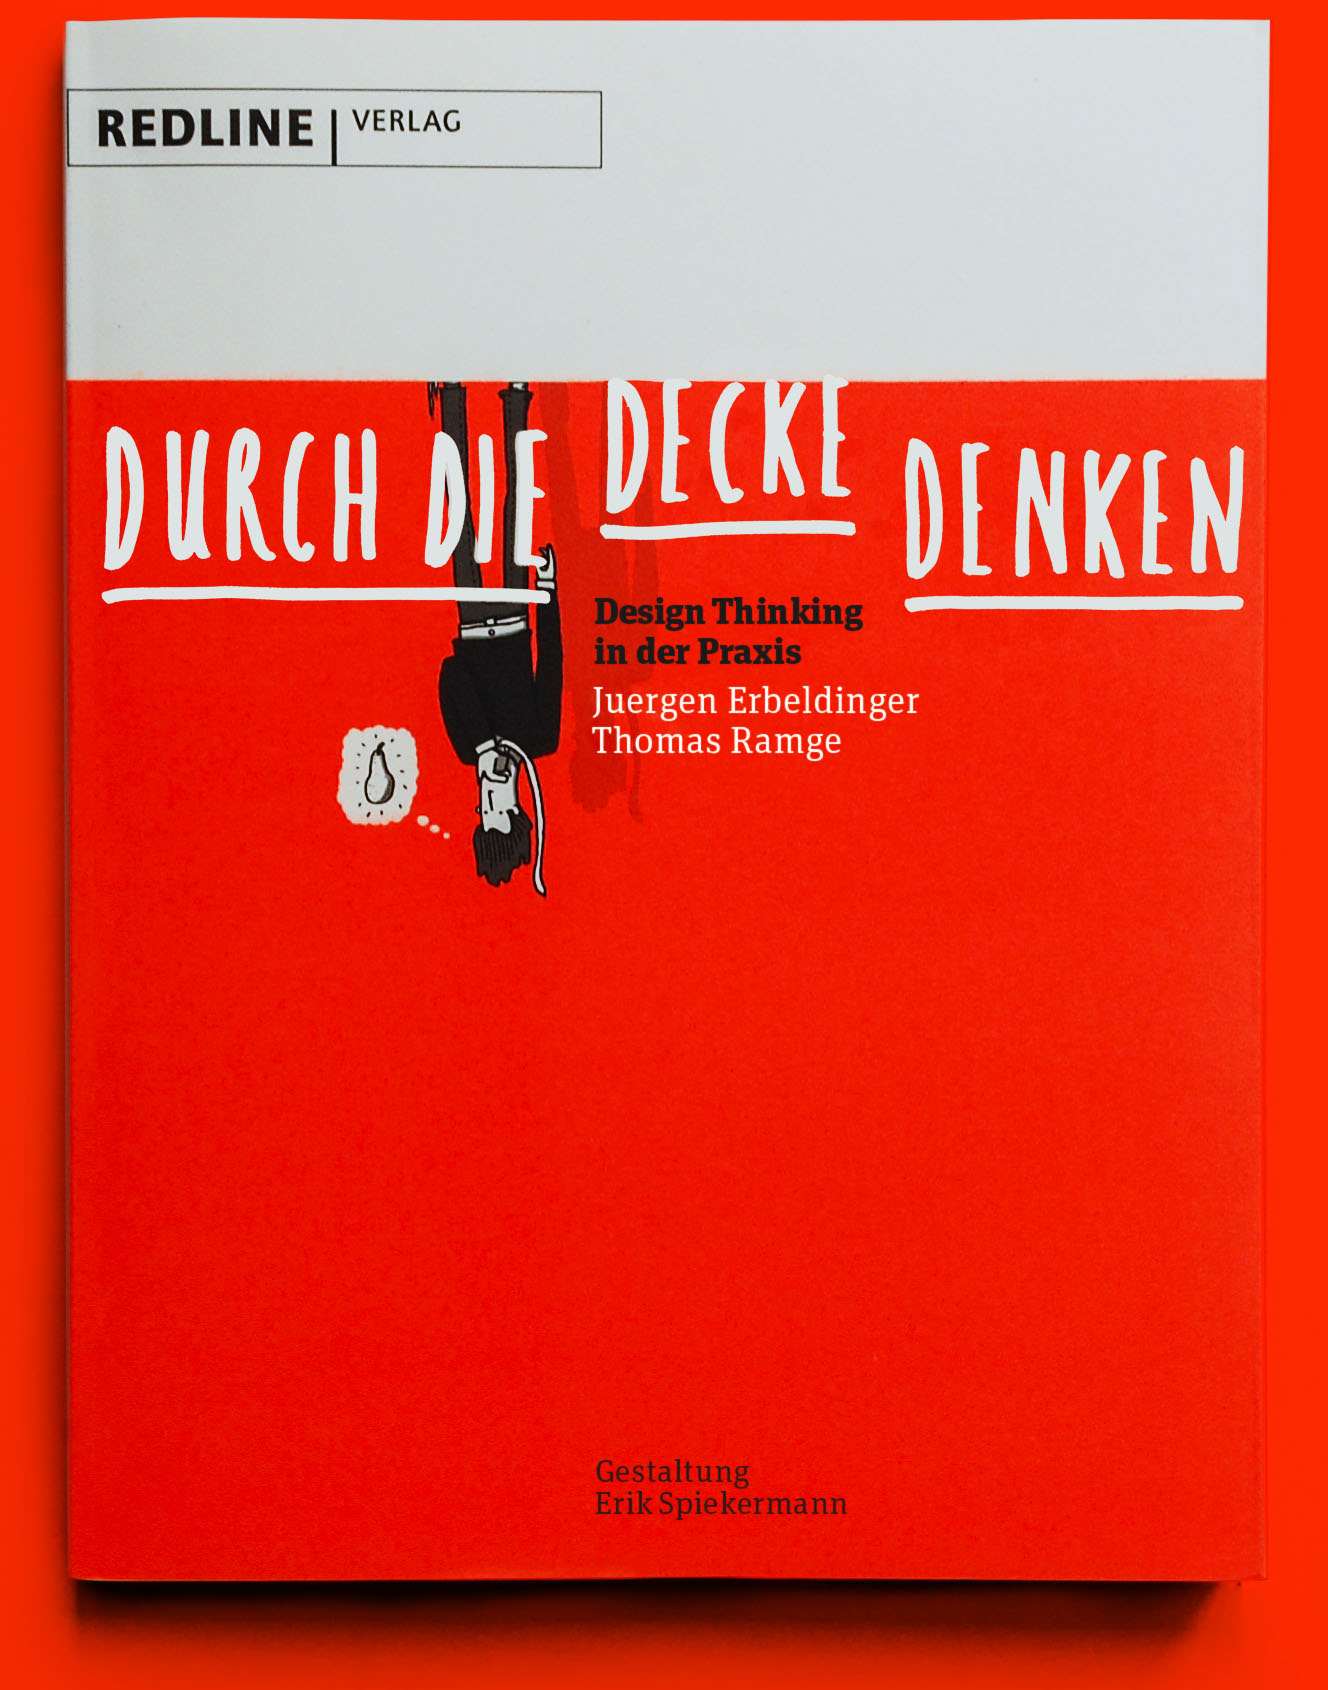 REDLINE VERLAG
DURCH DIE DECKE DENKEN
Design Thinking
in der Praxis
Juergen Erbeldinger
Thomas Ramge
Gestaltung
Erik Spiekermann